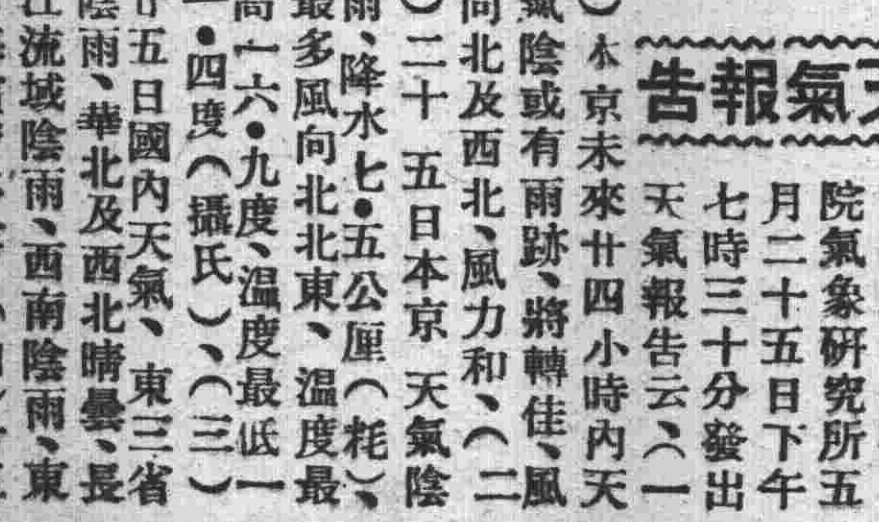 天氣報告
院氣象研究所五
月二十五日下午
七時三十分發出
天氣報告云、（一
）本京未來廿四小時內天
氣陰或有雨跡、將轉佳、風
向北及西北、風力和、（二
）二十 五日本京 天氣陰
雨、降水七•五公厘（粍）、
最多風向北北東、溫度最
高一六•九度、溫度最低一
一•四度（攝氏）、（三）
廿五日國內天氣、東三省
陰雨、華北及西北晴曇、長
江流域陰雨、西南陰雨、東